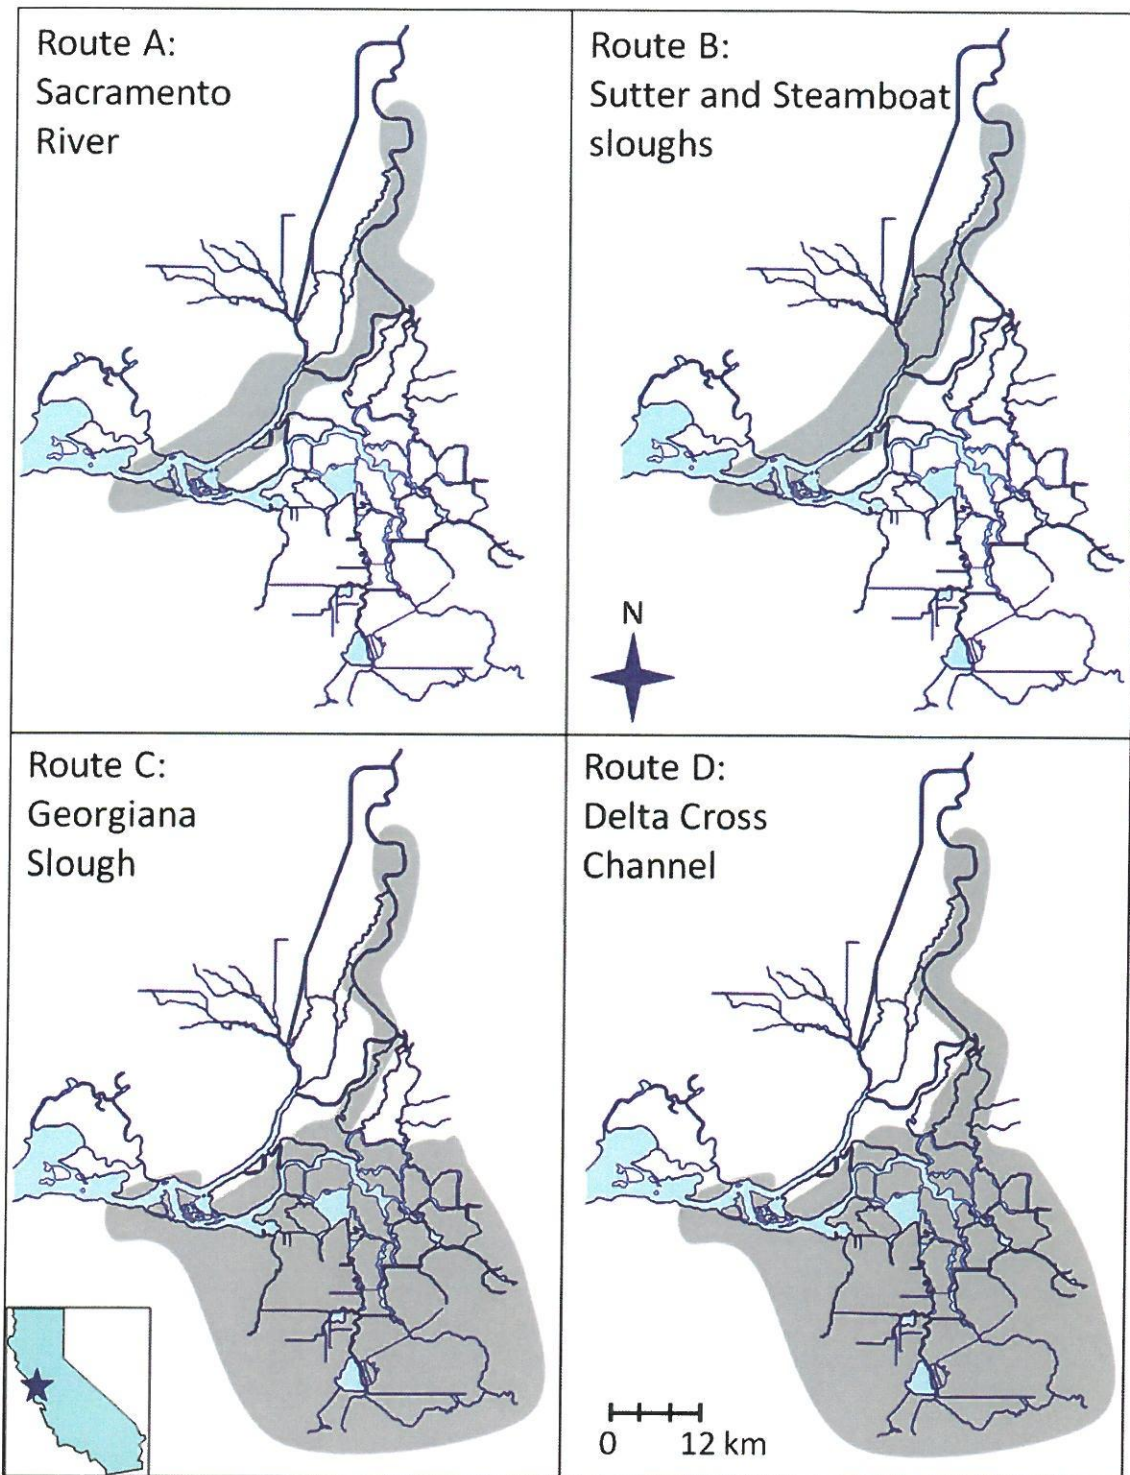 Route A:
Sacramento
River
Route B:
Sutter and Steamboat
sloughs
N
Route C:
Georgiana
Slough
Route D:
Delta Cross
Channel
0 12 km